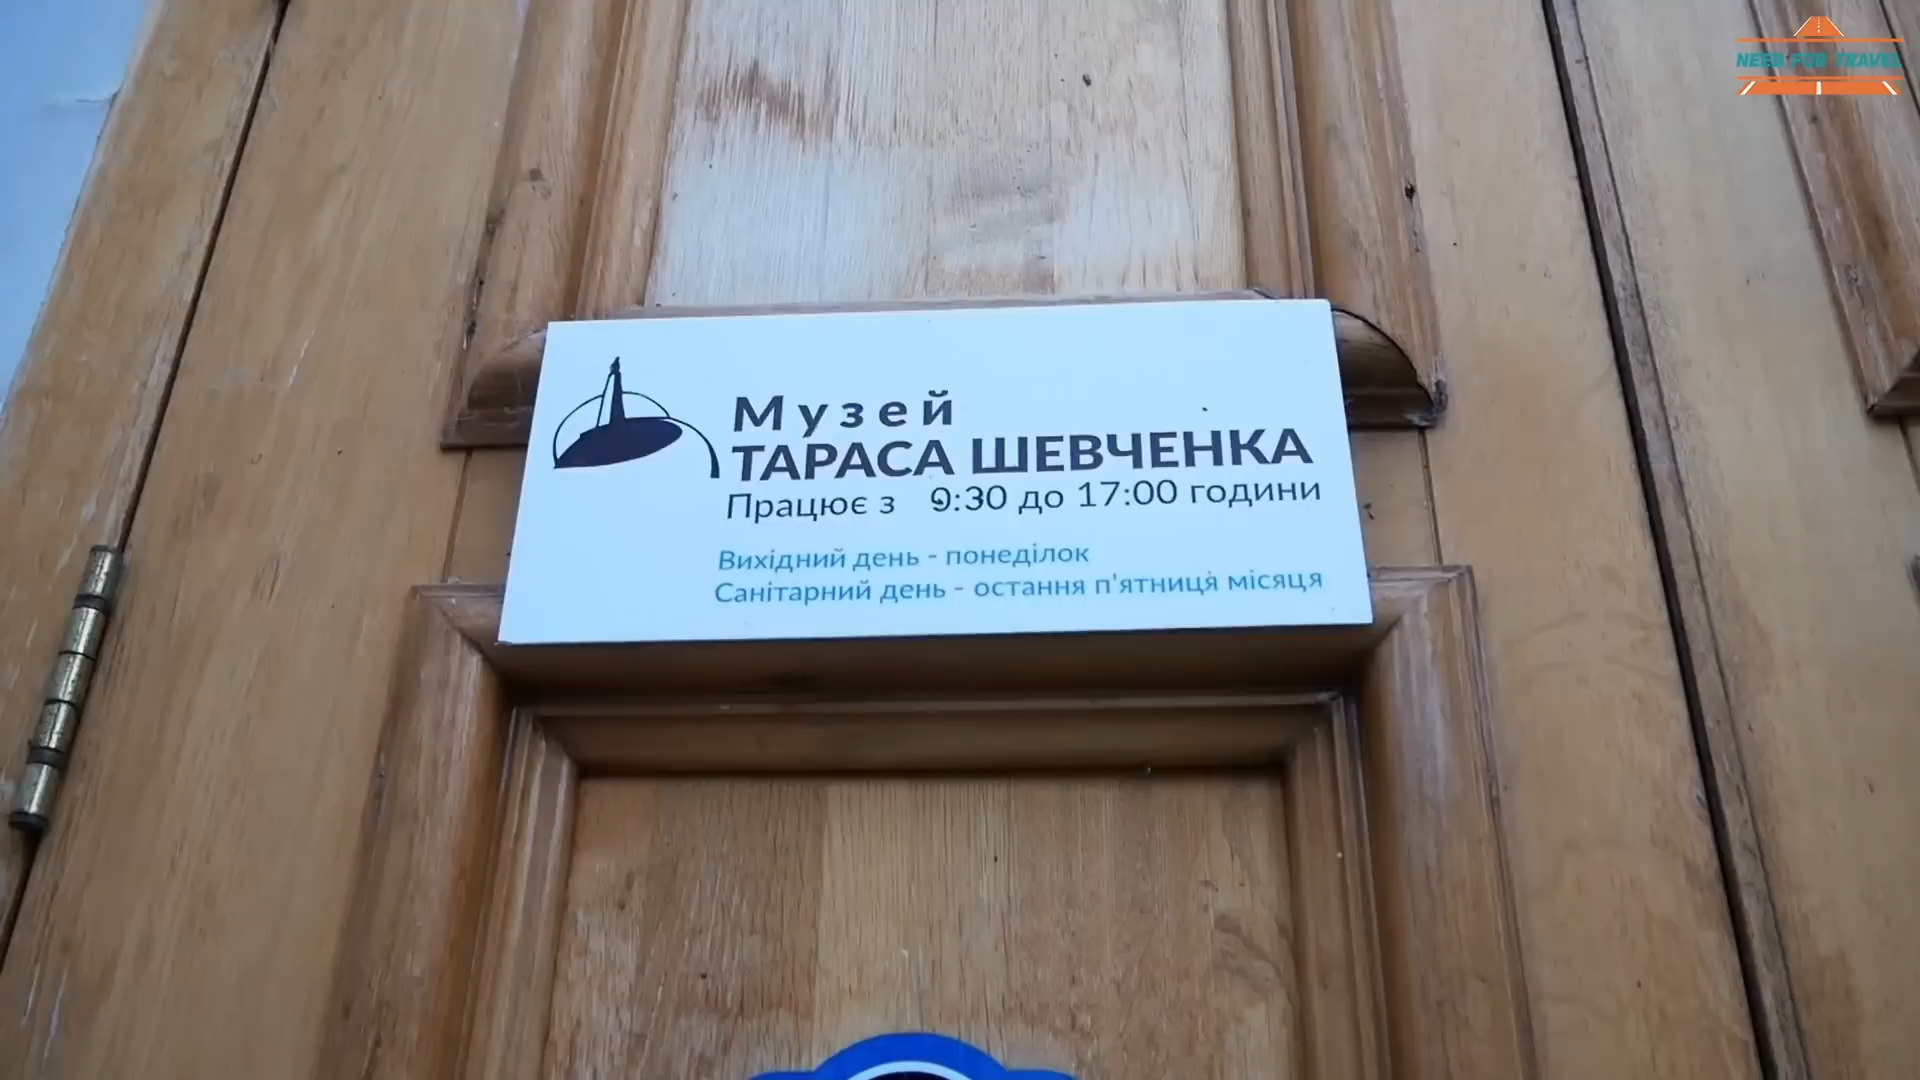 NEED FOR TRAVEL
Музей
ТАРАСА ШЕВЧЕНКА
Працює з 9:30 до 17:00 години
Вихідний день - понеділок
Санітарний день - остання п'ятниця місяця